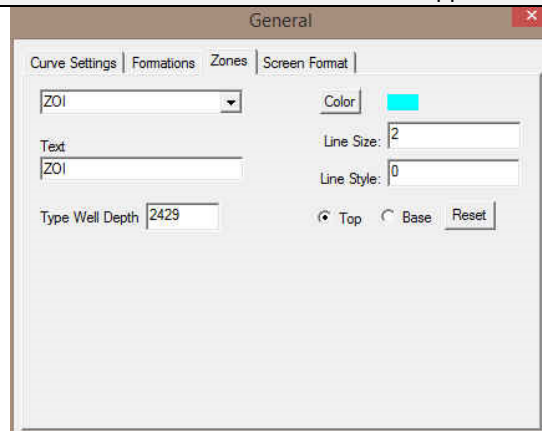 General
Curve Settings Formations Zones Screen Format
ZOI Color
Text Line Size: 2
ZOI Line Style: 0
Type Well Depth 2429 Top Base Reset